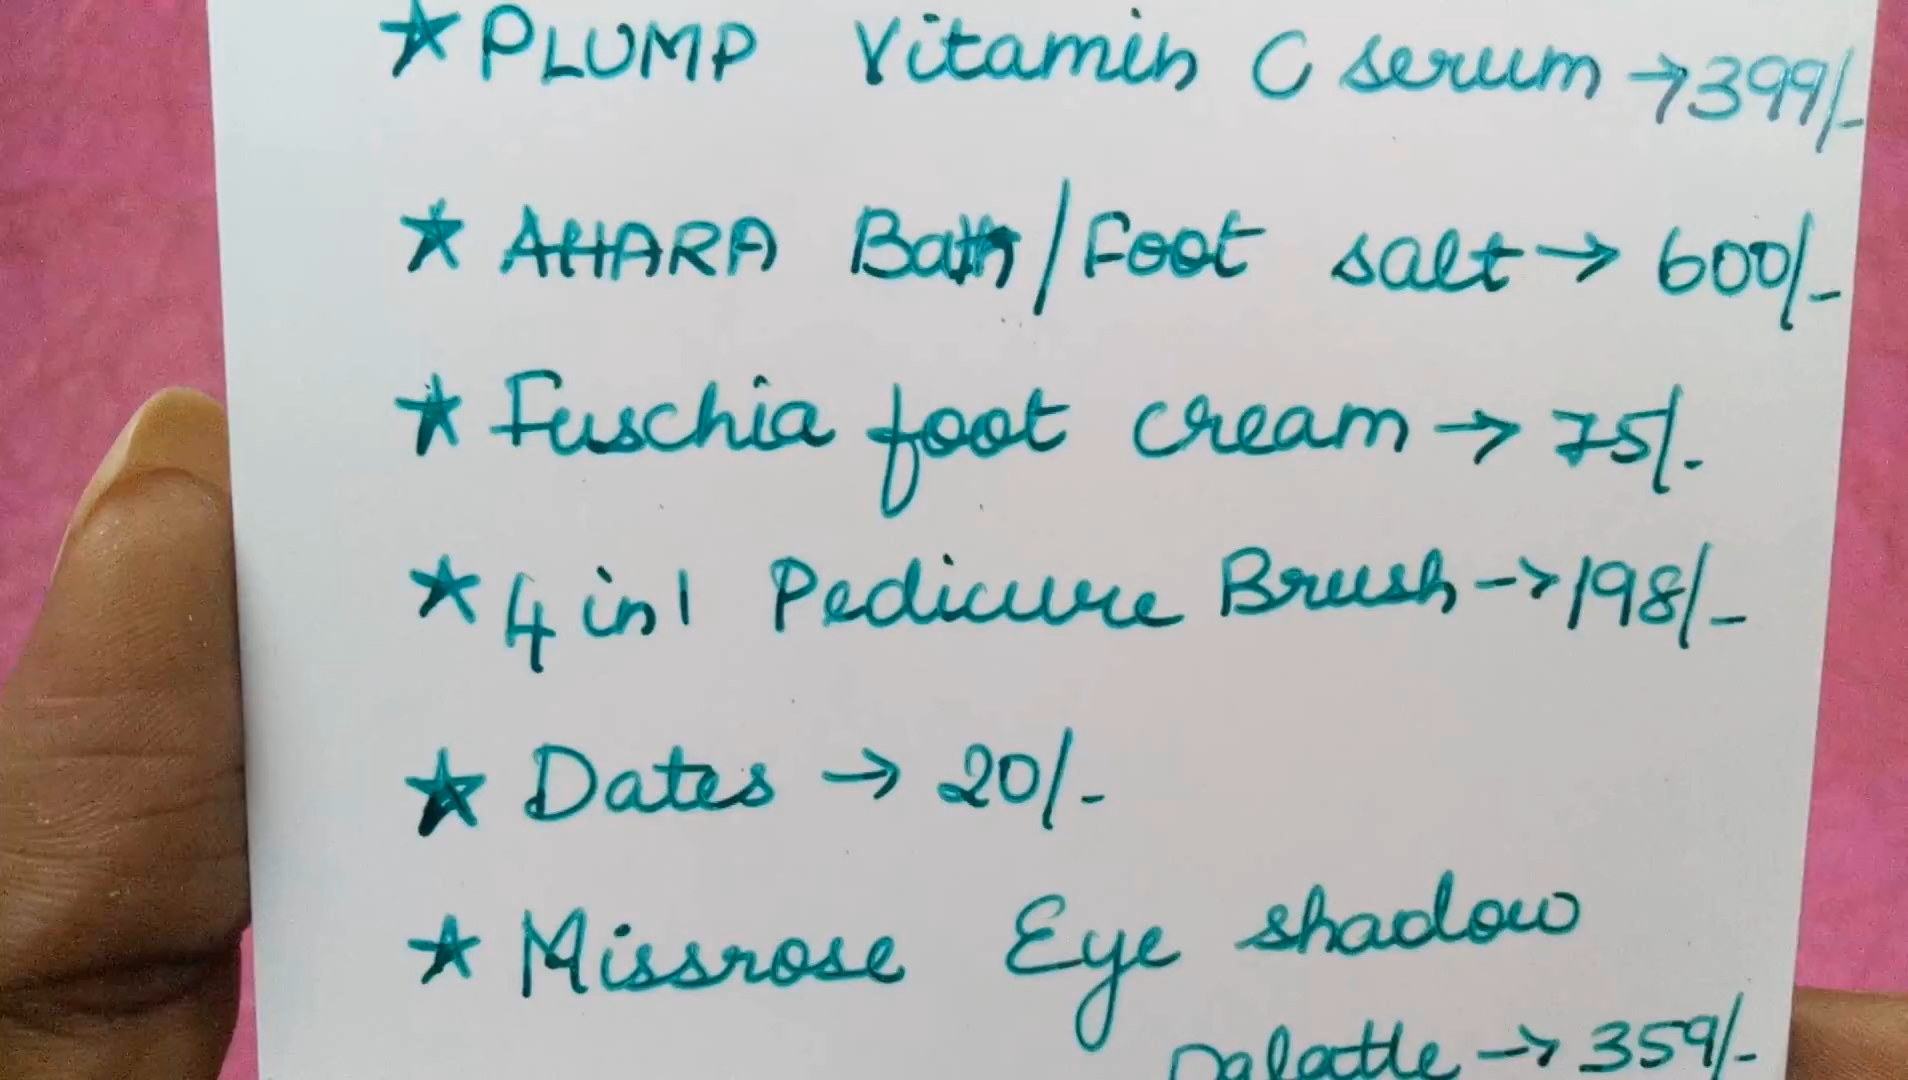 ★ PLUMP Vitamin C serum → 399/-
★ AHARA Bath/Foot salt → 600/-
★ Fuschia foot cream → 75/-
★ 4 in 1 Pedicure Brush → 198/-
★ Dates → 20/-
★ Missrose Eye shadow
Palatte → 359/-